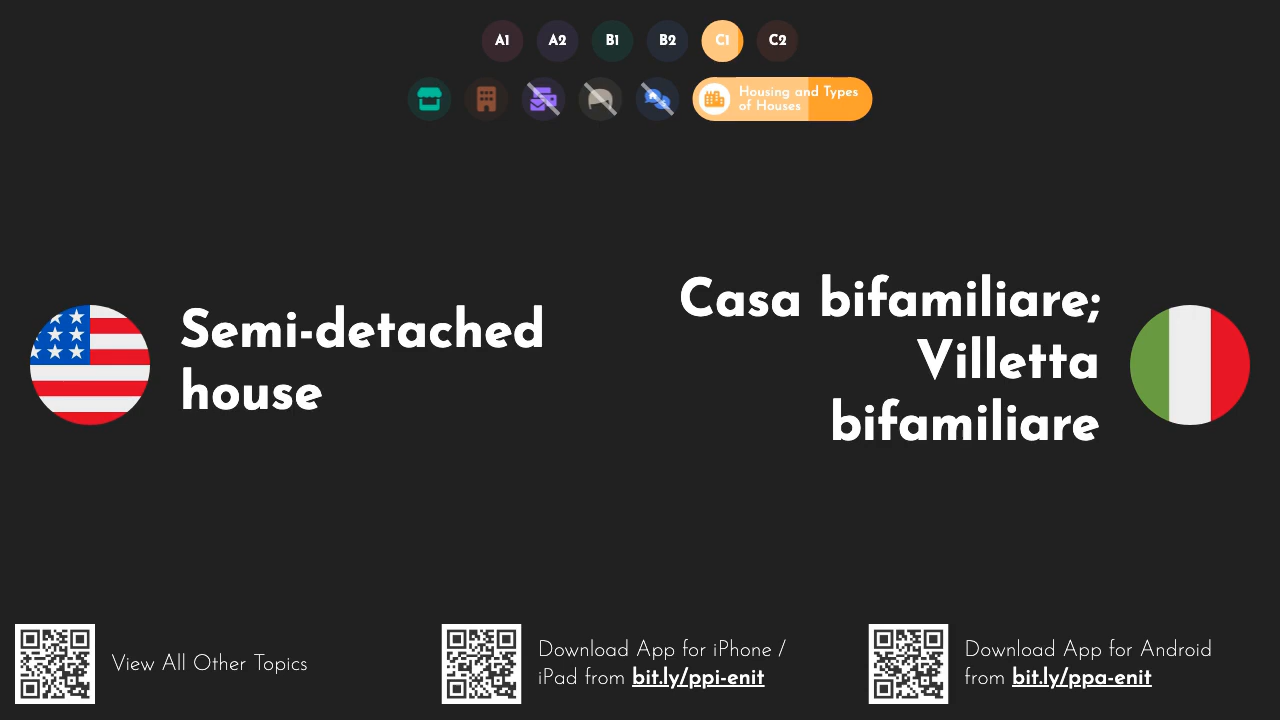 A1 A2 B1 B2 C1 C2
Housing and Types
of Houses
Semi-detached
house
Casa bifamiliare;
Villetta
bifamiliare
View All Other Topics
Download App for iPhone /
iPad from bit.ly/ppi-enit
Download App for Android
from bit.ly/ppa-enit